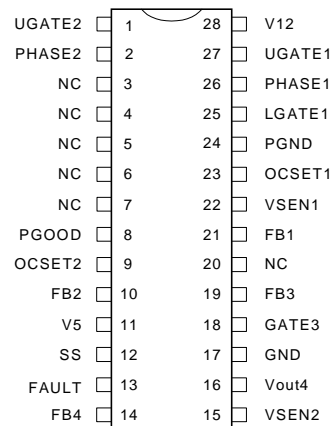 UGATE2 1 28 V12
PHASE2 2 27 UGATE1
NC 3 26 PHASE1
NC 4 25 LGATE1
NC 5 24 PGND
NC 6 23 OCSET1
NC 7 22 VSEN1
PGOOD 8 21 FB1
OCSET2 9 20 NC
FB2 10 19 FB3
V5 11 18 GATE3
SS 12 17 GND
FAULT 13 16 Vout4
FB4 14 15 VSEN2